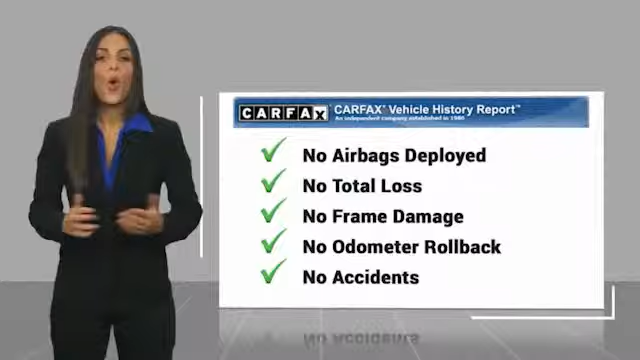 CARFAX CARFAX® Vehicle History Report™
An independent company established in 1986
No Airbags Deployed
No Total Loss
No Frame Damage
No Odometer Rollback
No Accidents